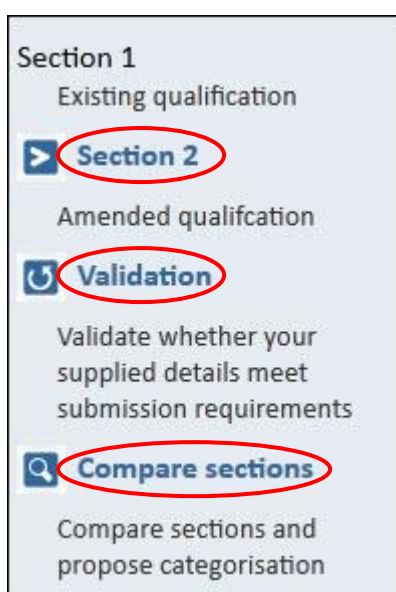 Section 1
Existing qualification
Section 2
Amended qualifcation
Validation
Validate whether your
supplied details meet
submission requirements
Compare sections
Compare sections and
propose categorisation